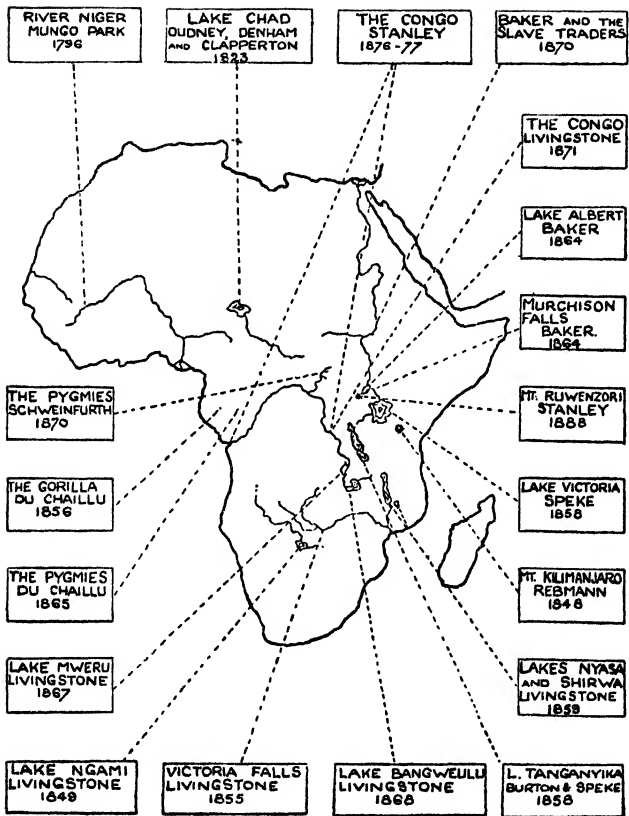 RIVER NIGER
MUNGO PARK
1796
LAKE CHAD
OUDNEY, DENHAM
AND CLAPPERTON
1823
THE CONGO
STANLEY
1876-77
BAKER AND THE
SLAVE TRADERS
1870
THE CONGO
LIVINGSTONE
1871
LAKE ALBERT
BAKER
1864
MURCHISON
FALLS
BAKER.
1864
THE PYGMIES
SCHWEINFURTH
1870
MT. RUWENZORI
STANLEY
1888
THE GORILLA
DU CHAILLU
1856
LAKE VICTORIA
SPEKE
1858
THE PYGMIES
DU CHAILLU
1865
MT. KILIMANJARO
REBMANN
1848
LAKE MWERU
LIVINGSTONE
1867
LAKES NYASA
AND SHIRWA
LIVINGSTONE
1859
LAKE NGAMI
LIVINGSTONE
1849
VICTORIA FALLS
LIVINGSTONE
1855
LAKE BANGWEULU
LIVINGSTONE
1868
L. TANGANYIKA
BURTON & SPEKE
1858